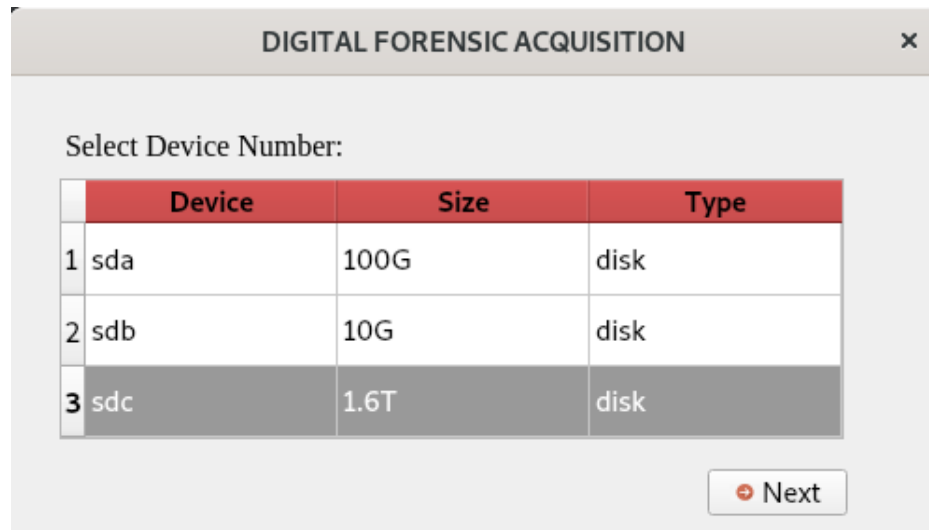 DIGITAL FORENSIC ACQUISITION
Select Device Number:
Device Size Type
1 sda 100G disk
2 sdb 10G disk
3 sdc 1.6T disk
Next